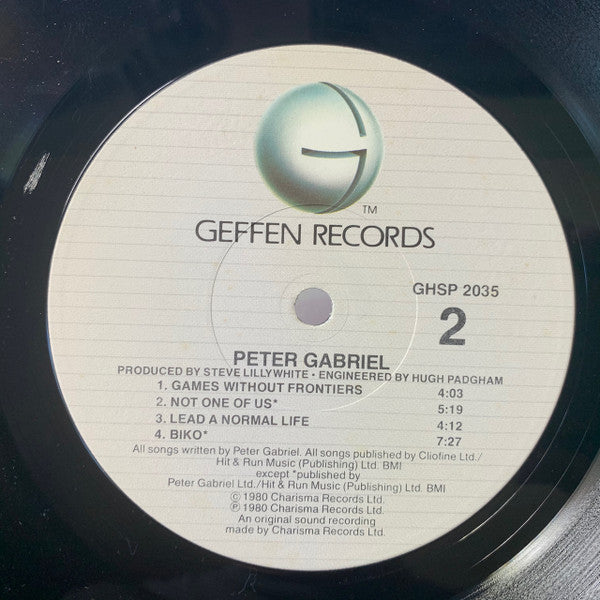 TM
GEFFEN RECORDS
GHSP 2035
2
PETER GABRIEL
PRODUCED BY STEVE LILLYWHITE • ENGINEERED BY HUGH PADGHAM
1. GAMES WITHOUT FRONTIERS 4:03
2. NOT ONE OF US* 5:19
3. LEAD A NORMAL LIFE 4:12
4. BIKO* 7:27
All songs written by Peter Gabriel. All songs published by Cliofine Ltd./
Hit & Run Music (Publishing) Ltd. BMI
except *published by
Peter Gabriel Ltd./Hit & Run Music (Publishing) Ltd. BMI
© 1980 Charisma Records Ltd.
℗ 1980 Charisma Records Ltd.
An original sound recording
made by Charisma Records Ltd.